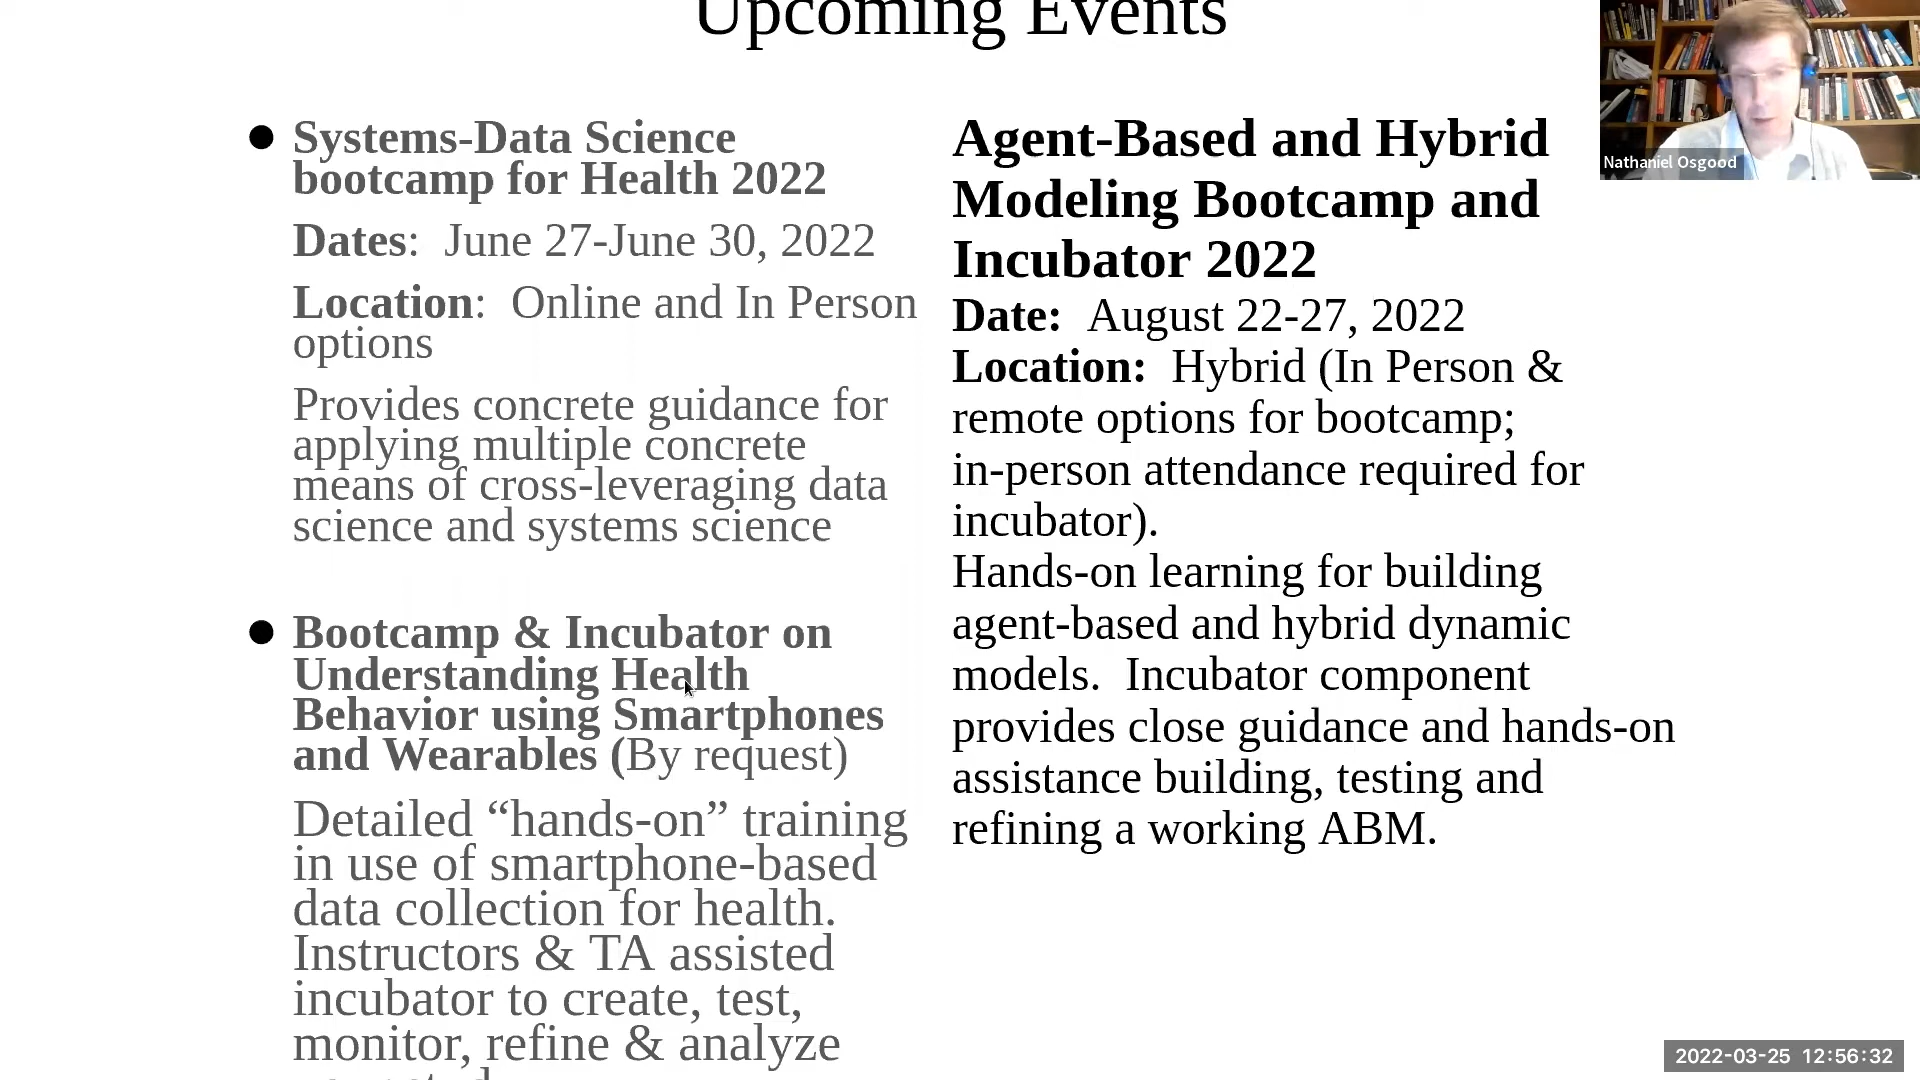 Upcoming Events
Systems-Data Science
bootcamp for Health 2022
Dates:  June 27-June 30, 2022
Location:  Online and In Person
options
Provides concrete guidance for
applying multiple concrete
means of cross-leveraging data
science and systems science
Bootcamp & Incubator on
Understanding Health
Behavior using Smartphones
and Wearables (By request)
Detailed “hands-on” training
in use of smartphone-based
data collection for health.
Instructors & TA assisted
incubator to create, test,
monitor, refine & analyze
Agent-Based and Hybrid
Modeling Bootcamp and
Incubator 2022
Date:  August 22-27, 2022
Location:  Hybrid (In Person &
remote options for bootcamp;
in-person attendance required for
incubator).
Hands-on learning for building
agent-based and hybrid dynamic
models.  Incubator component
provides close guidance and hands-on
assistance building, testing and
refining a working ABM.
Nathaniel Osgood
2022-03-25 12:56:32